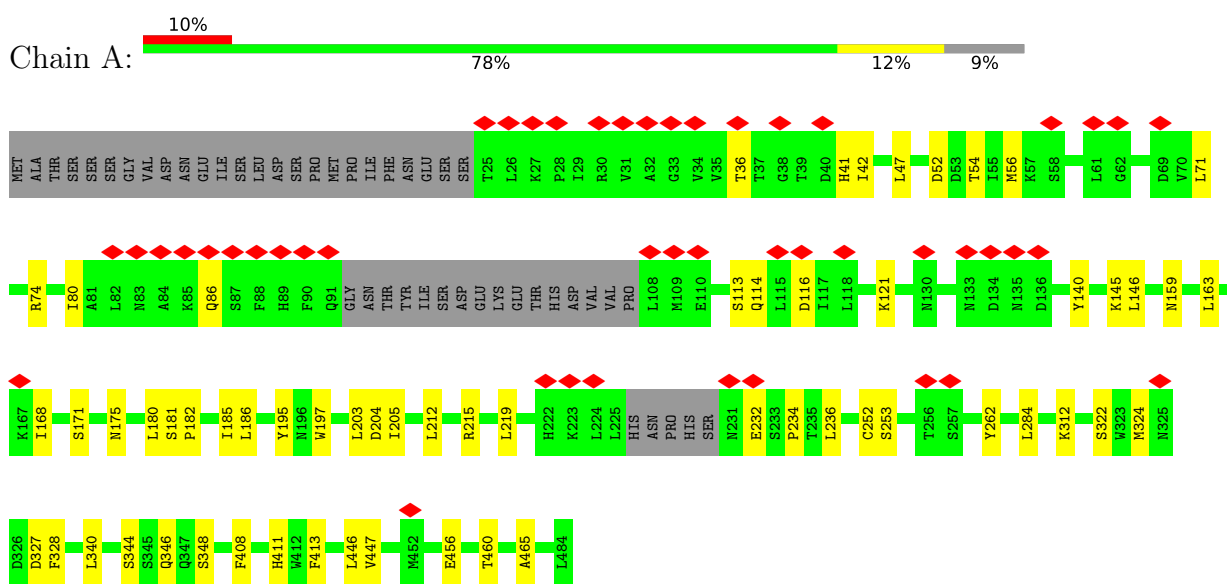 10%
Chain A:
78% 12% 9%
MET ALA THR SER SER SER GLY VAL ASP ASN GLU ILE SER LEU ASP SER PRO MET PRO ILE PHE ASN GLU SER SER T25 L26 K27 P28 I29 R30 V31 A32 G33 V34 V35 T36 T37 G38 T39 D40 H41 I42 L47 D52 D53 T54 I55 M56 K57 S58 L61 G62 D69 V70 L71
R74 I80 A81 L82 N83 A84 K85 Q86 S87 F88 H89 F90 Q91 GLY ASN THR TYR ILE SER ASP GLU LYS GLU THR HIS ASP VAL VAL PRO L108 M109 E110 S113 Q114 L115 D116 I117 L118 K121 N130 N133 D134 N135 D136 Y140 K145 L146 N159 L163
K167 I168 S171 N175 L180 S181 P182 I185 L186 Y195 N196 W197 L203 D204 I205 L212 R215 L219 H222 K223 L224 L225 HIS ASN PRO HIS SER N231 E232 S233 P234 T235 L236 C252 S253 T256 S257 Y262 L284 K312 S322 W323 M324 N325
D326 D327 F328 L340 S344 S345 Q346 Q347 S348 F408 H411 W412 F413 L446 V447 M452 E456 T460 A465 L484